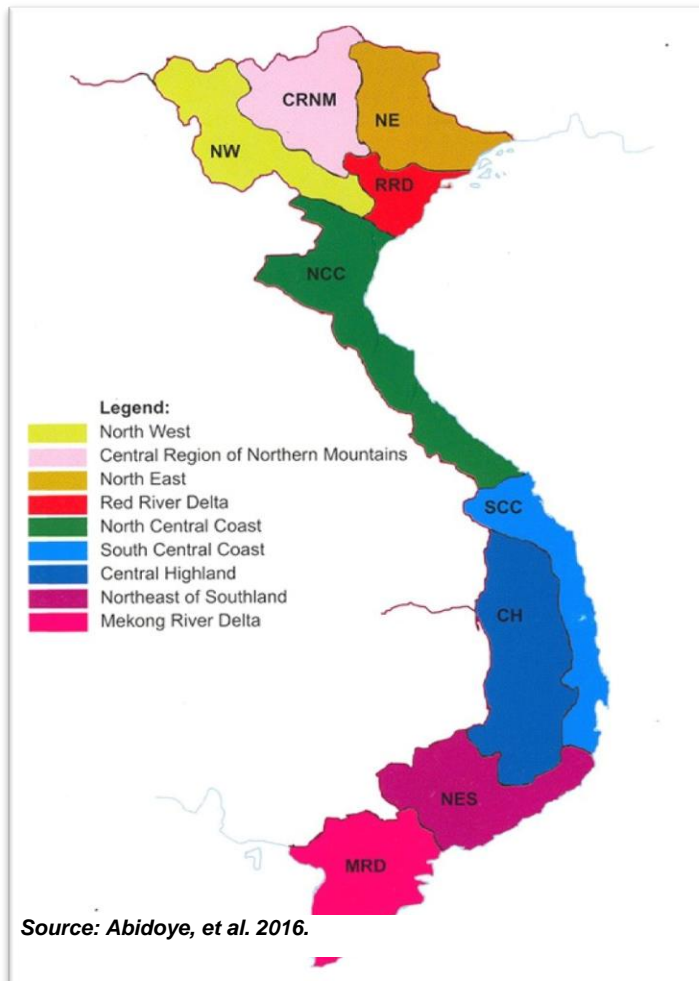 CRNM
NE
NW
RRD
NCC
Legend:
North West
Central Region of Northern Mountains
North East
Red River Delta
North Central Coast
South Central Coast
Central Highland
Northeast of Southland
Mekong River Delta
SCC
CH
NES
MRD
Source: Abidoye, et al. 2016.